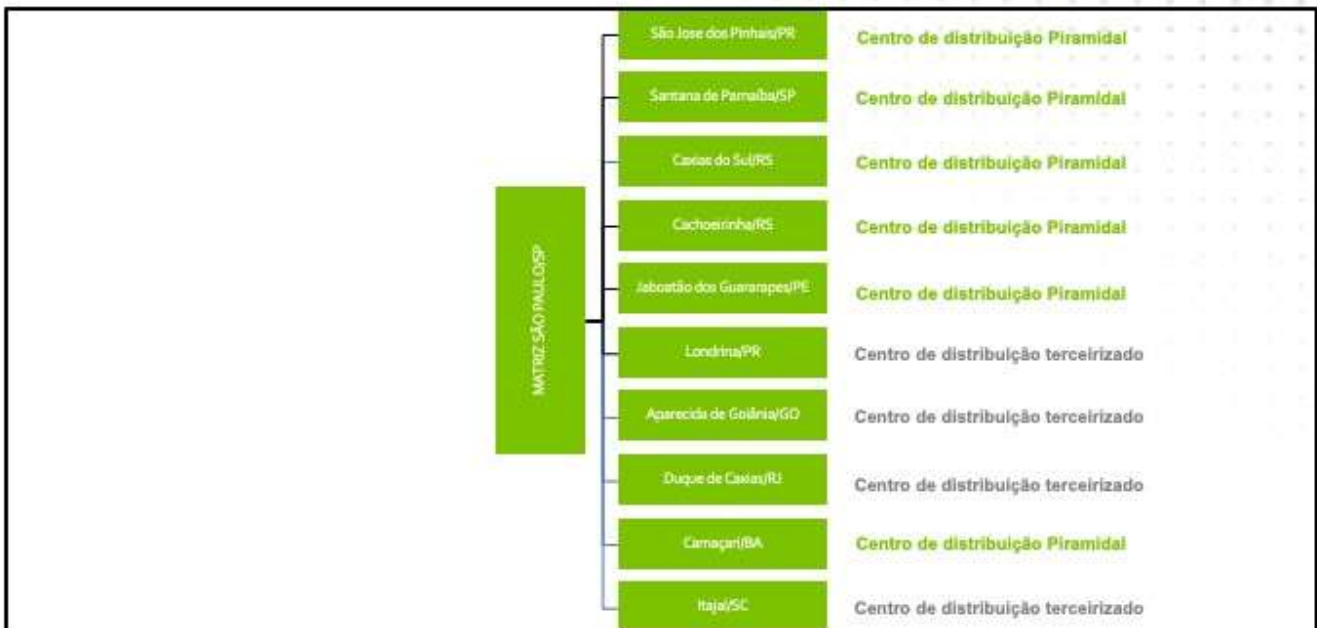 São Jose dos Pinhais/PR Centro de distribuição Piramidal
Santana de Parnaíba/SP Centro de distribuição Piramidal
Caxias do Sul/RS Centro de distribuição Piramidal
Cachoeirinha/RS Centro de distribuição Piramidal
MATRIZ SÃO PAULO/SP
Jaboatão dos Guararapes/PE Centro de distribuição Piramidal
Londrina/PR Centro de distribuição terceirizado
Aparecida de Goiânia/GO Centro de distribuição terceirizado
Duque de Caxias/RJ Centro de distribuição terceirizado
Camaçari/BA Centro de distribuição Piramidal
Itajaí/SC Centro de distribuição terceirizado